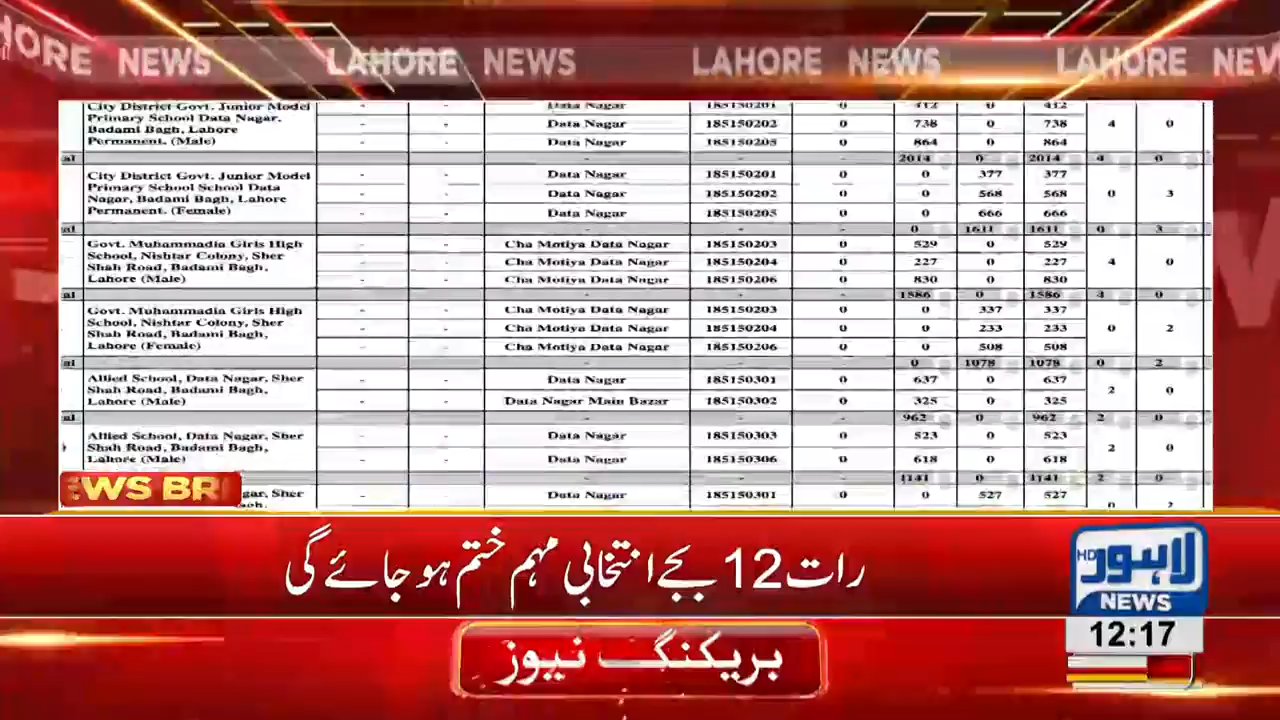 HORE NEWS LAHORE NEWS LAHORE NEWS LAHORE NEW
City District Govt. Junior Model Primary School Data Nagar, Badami Bagh, Lahore Permanent. (Male)
- - Data Nagar 185150201 0 412 0 412
- - Data Nagar 185150202 0 738 0 738 4 0
- - Data Nagar 185150205 0 864 0 864
al - - - - 2014 0 2014 4 0
City District Govt. Junior Model Primary School School Data Nagar, Badami Bagh, Lahore Permanent. (Female)
- - Data Nagar 185150201 0 0 377 377
- - Data Nagar 185150202 0 0 568 568 0 3
- - Data Nagar 185150205 0 0 666 666
al - - - - 0 1611 1611 0 3
Govt. Muhammadia Girls High School, Nishtar Colony, Sher Shah Road, Badami Bagh, Lahore (Male)
- - Cha Motiya Data Nagar 185150203 0 529 0 529
- - Cha Motiya Data Nagar 185150204 0 227 0 227 4 0
- - Cha Motiya Data Nagar 185150206 0 830 0 830
al - - - - 1586 0 1586 4 0
Govt. Muhammadia Girls High School, Nishtar Colony, Sher Shah Road, Badami Bagh, Lahore (Female)
- - Cha Motiya Data Nagar 185150203 0 0 337 337
- - Cha Motiya Data Nagar 185150204 0 0 233 233 0 2
- - Cha Motiya Data Nagar 185150206 0 0 508 508
al - - - - 0 1078 1078 0 2
Allied School, Data Nagar, Sher Shah Road, Badami Bagh, Lahore (Male)
- - Data Nagar 185150301 0 637 0 637 2 0
- - Data Nagar Main Bazar 185150302 0 325 0 325
al - - - - 962 0 962 2 0
Allied School, Data Nagar, Sher Shah Road, Badami Bagh, Lahore (Male)
- - Data Nagar 185150303 0 523 0 523 2 0
- - Data Nagar 185150306 0 618 0 618
- - - - 1141 0 1141 2 0
gar, Sher
- - Data Nagar 185150301 0 0 527 527
EWS BRE
رات 12 بجے انتخابی مہم ختم ہو جائے گی
بریکنگ نیوز
HD لاہور
NEWS
12:17